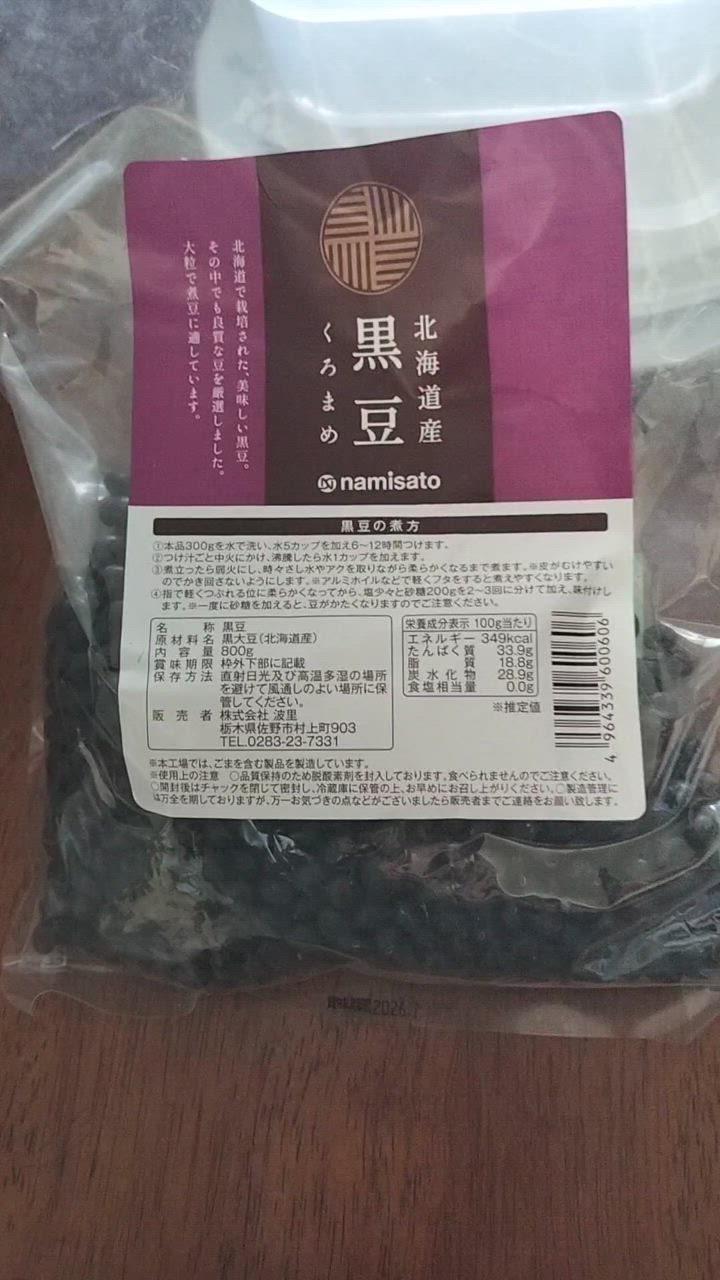 北海道産
黒豆
くろまめ
namisato
北海道で栽培された、美味しい黒豆。
その中でも良質な豆を厳選しました。
大粒で煮豆に適しています。
黒豆の煮方
①本品300gを水で洗い、水5カップを加え6〜12時間つけます。
②つけ汁ごと中火にかけ、沸騰したら水1カップを加えます。
③煮立ったら弱火にし、時々さし水やアクを取りながら柔らかくなるまで煮ます。※皮がむけやすい
のでかき回さないようにします。※アルミホイルなどで軽くフタをすると煮えやすくなります。
④指で軽くつぶれる位に柔らかくなってから、塩少々と砂糖200gを2〜3回に分けて加え、味付けし
ます。※一度に砂糖を加えると、豆がかたくなりますのでご注意ください。
名称 黒豆
原材料名 黒大豆(北海道産)
内容量 800g
賞味期限 枠外下部に記載
保存方法 直射日光及び高温多湿の場所
を避けて風通しのよい場所に保
管してください。
販売者 株式会社 波里
栃木県佐野市村上町903
TEL.0283-23-7331
栄養成分表示 100g当たり
エネルギー 349kcal
たんぱく質 33.9g
脂質 18.8g
炭水化物 28.9g
食塩相当量 0.0g
※推定値
4 964339 600606
※本工場では、ごまを含む製品を製造しています。
※使用上の注意 ○品質保持のため脱酸素剤を封入しております。食べられませんのでご注意ください。
○開封後はチャックを閉じて密封し、冷蔵庫に保管の上、お早めにお召し上がりください。○製造管理に
は万全を期しておりますが、万一お気づきの点などがございましたら販売者までご連絡をお願い致します。
賞味期限2026.1